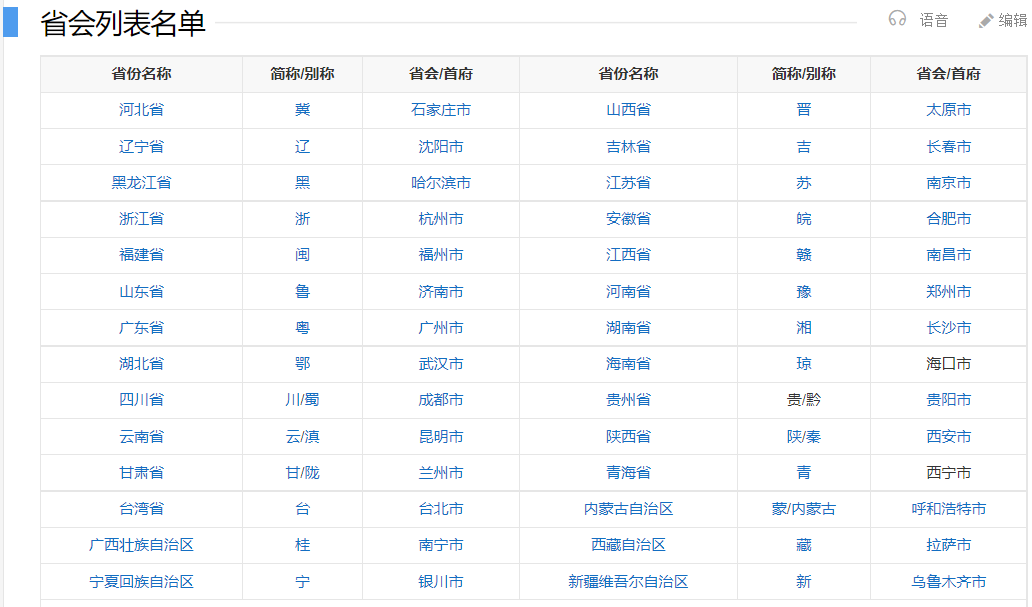 省会列表名单
语音 编辑
省份名称 简称/别称 省会/首府 省份名称 简称/别称 省会/首府
河北省 冀 石家庄市 山西省 晋 太原市
辽宁省 辽 沈阳市 吉林省 吉 长春市
黑龙江省 黑 哈尔滨市 江苏省 苏 南京市
浙江省 浙 杭州市 安徽省 皖 合肥市
福建省 闽 福州市 江西省 赣 南昌市
山东省 鲁 济南市 河南省 豫 郑州市
广东省 粤 广州市 湖南省 湘 长沙市
湖北省 鄂 武汉市 海南省 琼 海口市
四川省 川/蜀 成都市 贵州省 贵/黔 贵阳市
云南省 云/滇 昆明市 陕西省 陕/秦 西安市
甘肃省 甘/陇 兰州市 青海省 青 西宁市
台湾省 台 台北市 内蒙古自治区 蒙/内蒙古 呼和浩特市
广西壮族自治区 桂 南宁市 西藏自治区 藏 拉萨市
宁夏回族自治区 宁 银川市 新疆维吾尔自治区 新 乌鲁木齐市